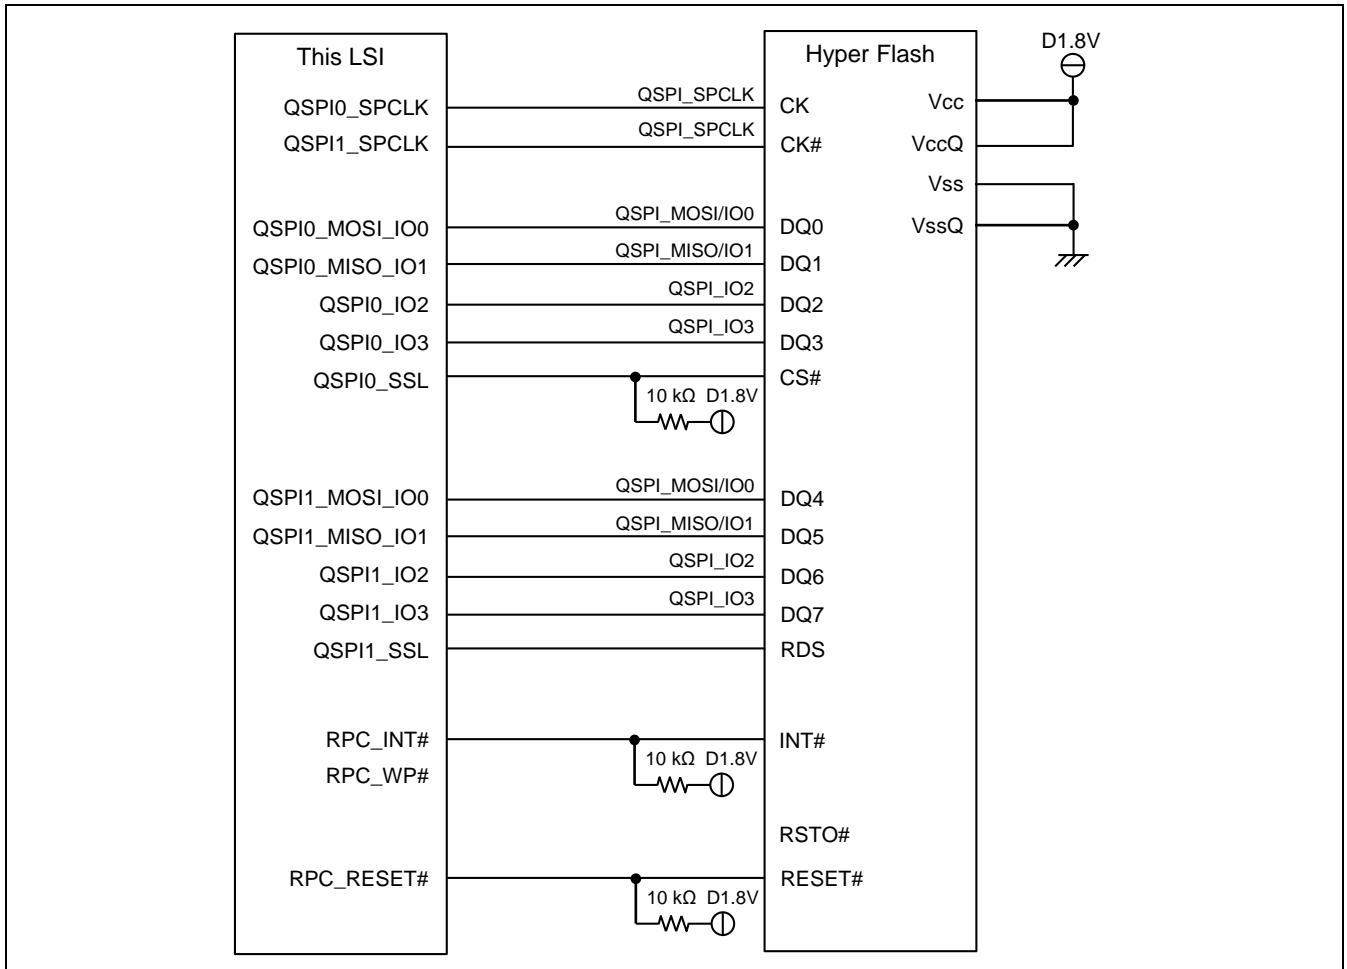 This LSI
Hyper Flash
D1.8V
QSPI0_SPCLK
QSPI_SPCLK
CK
Vcc
QSPI1_SPCLK
QSPI_SPCLK
CK#
VccQ
Vss
QSPI0_MOSI_IO0
QSPI_MOSI/IO0
DQ0
VssQ
QSPI0_MISO_IO1
QSPI_MISO/IO1
DQ1
QSPI0_IO2
QSPI_IO2
DQ2
QSPI0_IO3
QSPI_IO3
DQ3
QSPI0_SSL
CS#
10 kΩ D1.8V
QSPI1_MOSI_IO0
QSPI_MOSI/IO0
DQ4
QSPI1_MISO_IO1
QSPI_MISO/IO1
DQ5
QSPI1_IO2
QSPI_IO2
DQ6
QSPI1_IO3
QSPI_IO3
DQ7
QSPI1_SSL
RDS
RPC_INT#
INT#
10 kΩ D1.8V
RPC_WP#
RSTO#
RPC_RESET#
RESET#
10 kΩ D1.8V